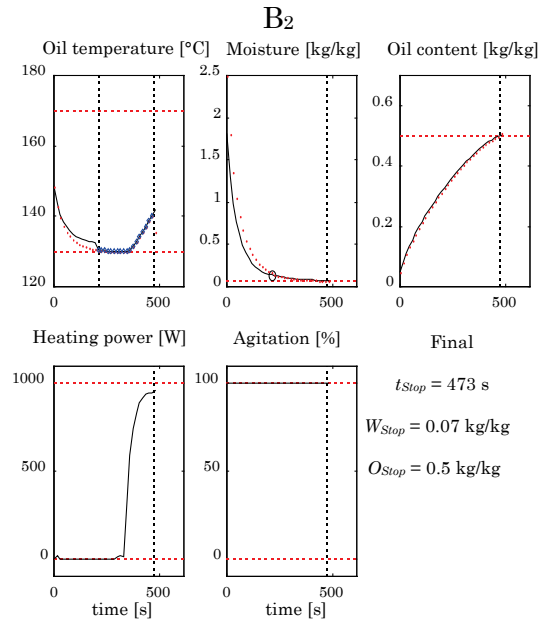 B2
Oil temperature [°C]
Moisture [kg/kg]
Oil content [kg/kg]
180
160
140
120
0
500
2.5
2
1.5
1
0.5
0
0
500
0.6
0.4
0.2
0
0
500
Heating power [W]
Agitation [%]
Final
1000
500
0
0
500
time [s]
100
50
0
0
500
time [s]
tStop = 473 s
WStop = 0.07 kg/kg
OStop = 0.5 kg/kg